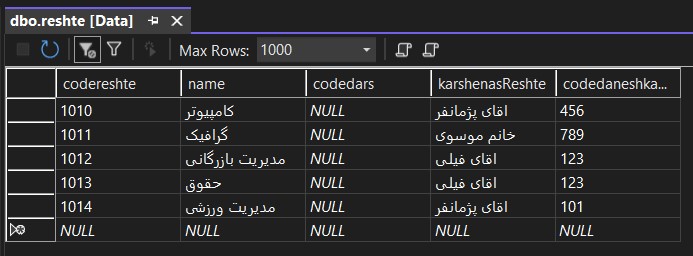 dbo.reshte [Data]
Max Rows: 1000
codereshte name codedars karshenasReshte codedaneshka...
1010 کامپیوتر NULL اقای پژمانفر 456
1011 گرافیک NULL خانم موسوی 789
1012 مدیریت بازرگانی NULL اقای فیلی 123
1013 حقوق NULL اقای فیلی 123
1014 مدیریت ورزشی NULL اقای پژمانفر 101
NULL NULL NULL NULL NULL